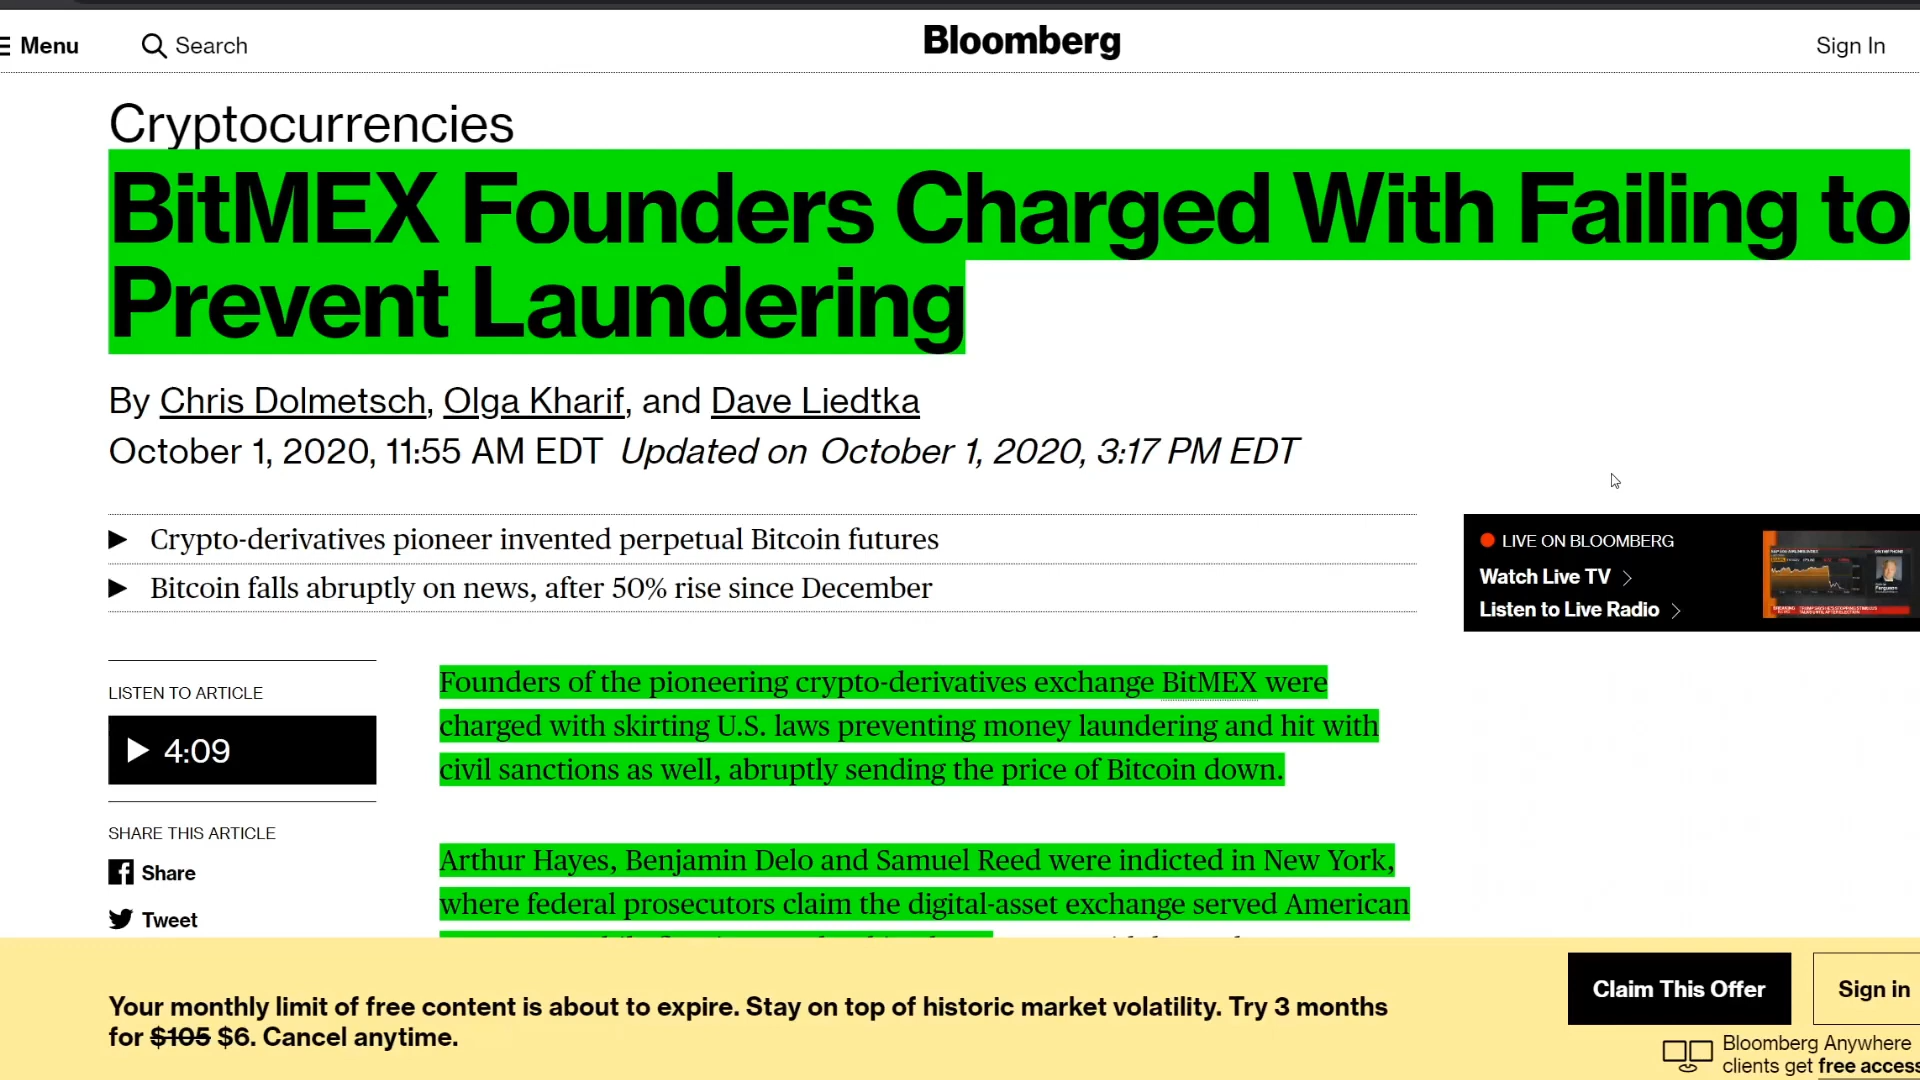 Menu
Search
Bloomberg
Sign In
Cryptocurrencies
BitMEX Founders Charged With Failing to
Prevent Laundering
By Chris Dolmetsch, Olga Kharif, and Dave Liedtka
October 1, 2020, 11:55 AM EDT Updated on October 1, 2020, 3:17 PM EDT
Crypto-derivatives pioneer invented perpetual Bitcoin futures
Bitcoin falls abruptly on news, after 50% rise since December
LIVE ON BLOOMBERG
Watch Live TV
Listen to Live Radio
LISTEN TO ARTICLE
4:09
SHARE THIS ARTICLE
Share
Tweet
Founders of the pioneering crypto-derivatives exchange BitMEX were
charged with skirting U.S. laws preventing money laundering and hit with
civil sanctions as well, abruptly sending the price of Bitcoin down.
Arthur Hayes, Benjamin Delo and Samuel Reed were indicted in New York,
where federal prosecutors claim the digital-asset exchange served American
Your monthly limit of free content is about to expire. Stay on top of historic market volatility. Try 3 months
for $105 $6. Cancel anytime.
Claim This Offer
Sign in
Bloomberg Anywhere
clients get free access